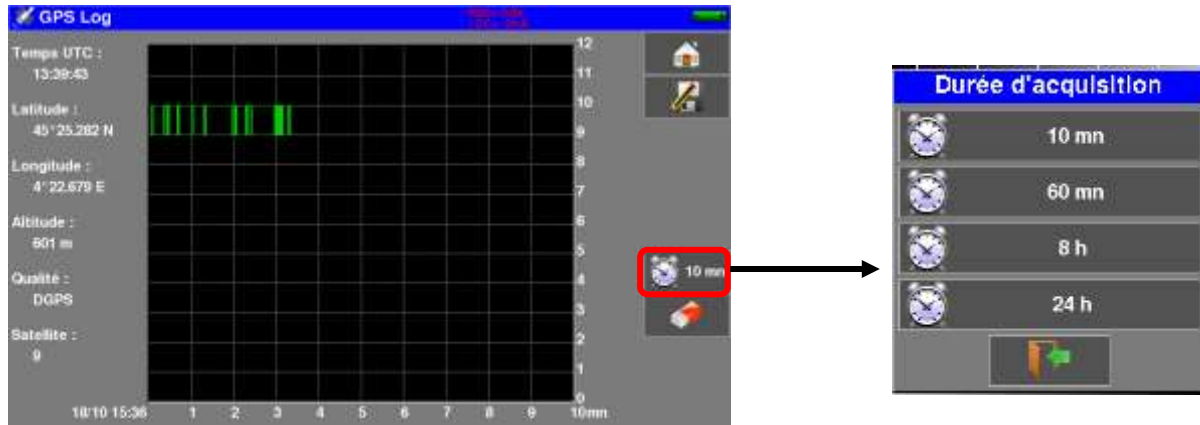 GPS Log
Temps UTC :
13:39:43
Latitude :
45°25.282 N
Longitude :
4°22.679 E
Altitude :
601 m
Qualité :
DGPS
Satellite :
9
12
11
10
9
8
7
6
5
4
3
2
1
0
18/10 15:36 1 2 3 4 5 6 7 8 9 10mn
10 mn
Durée d'acquisition
10 mn
60 mn
8 h
24 h